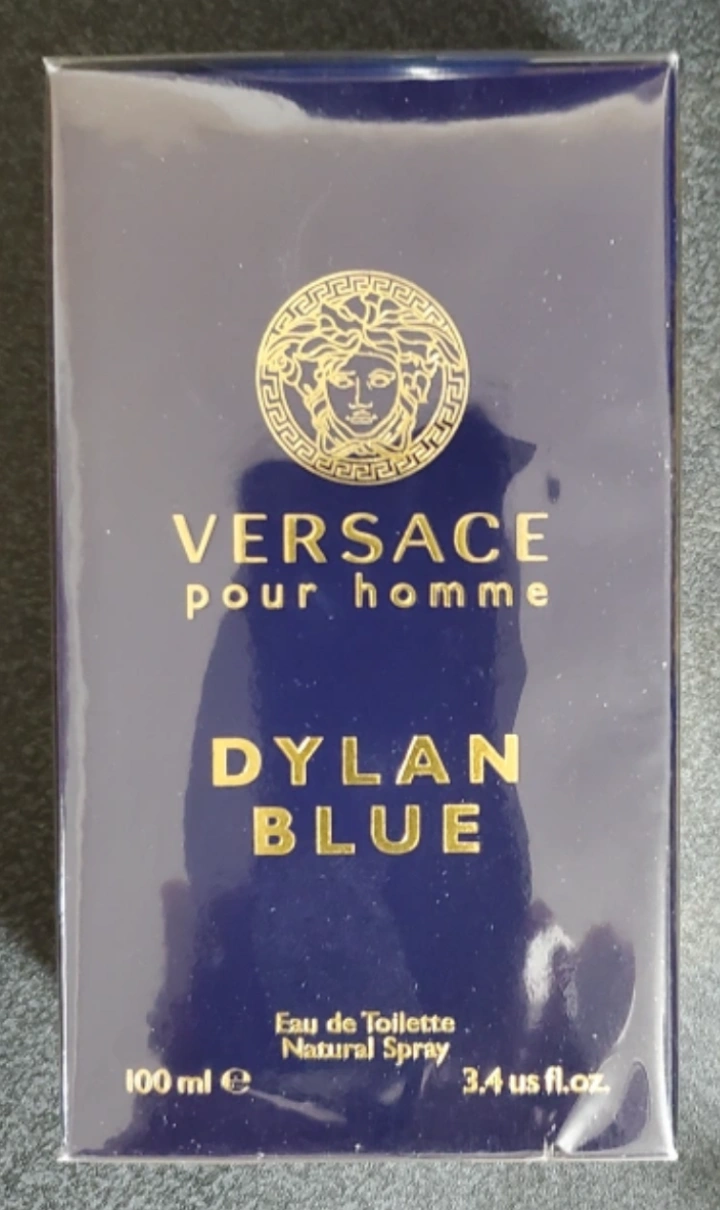 VERSACE
pour homme
DYLAN
BLUE
Eau de Toilette
Natural Spray
100 ml ℮ 3.4 us fl.oz.